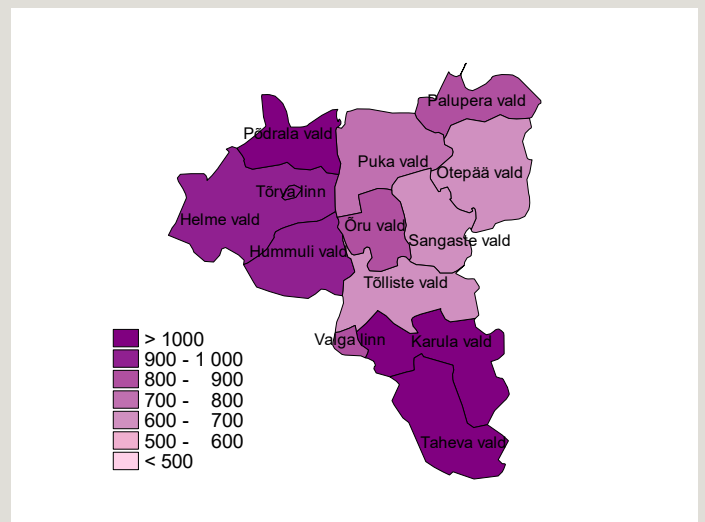 Palupera vald
Põdrala vald
Puka vald
Otepää vald
Tõrva linn
Helme vald
Õru vald
Sangaste vald
Hummuli vald
Tõlliste vald
Valga linn
Karula vald
Taheva vald
> 1000
900 - 1 000
800 - 900
700 - 800
600 - 700
500 - 600
< 500